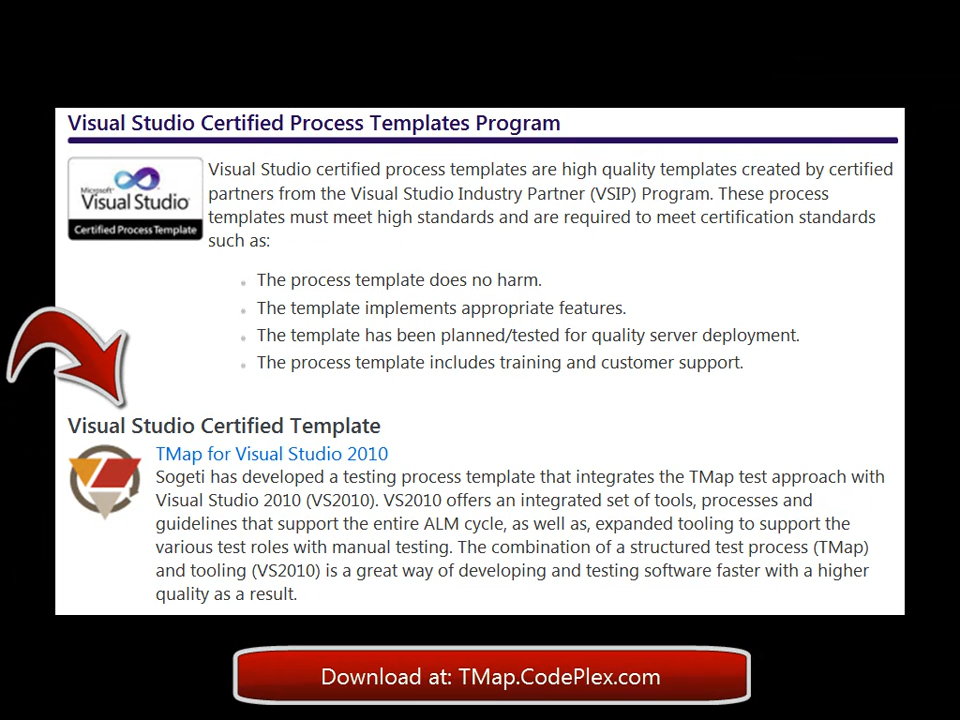 Visual Studio Certified Process Templates Program
Microsoft
Visual Studio
Certified Process Template
Visual Studio certified process templates are high quality templates created by certified
partners from the Visual Studio Industry Partner (VSIP) Program. These process
templates must meet high standards and are required to meet certification standards
such as:
The process template does no harm.
The template implements appropriate features.
The template has been planned/tested for quality server deployment.
The process template includes training and customer support.
Visual Studio Certified Template
TMap for Visual Studio 2010
Sogeti has developed a testing process template that integrates the TMap test approach with
Visual Studio 2010 (VS2010). VS2010 offers an integrated set of tools, processes and
guidelines that support the entire ALM cycle, as well as, expanded tooling to support the
various test roles with manual testing. The combination of a structured test process (TMap)
and tooling (VS2010) is a great way of developing and testing software faster with a higher
quality as a result.
Download at: TMap.CodePlex.com